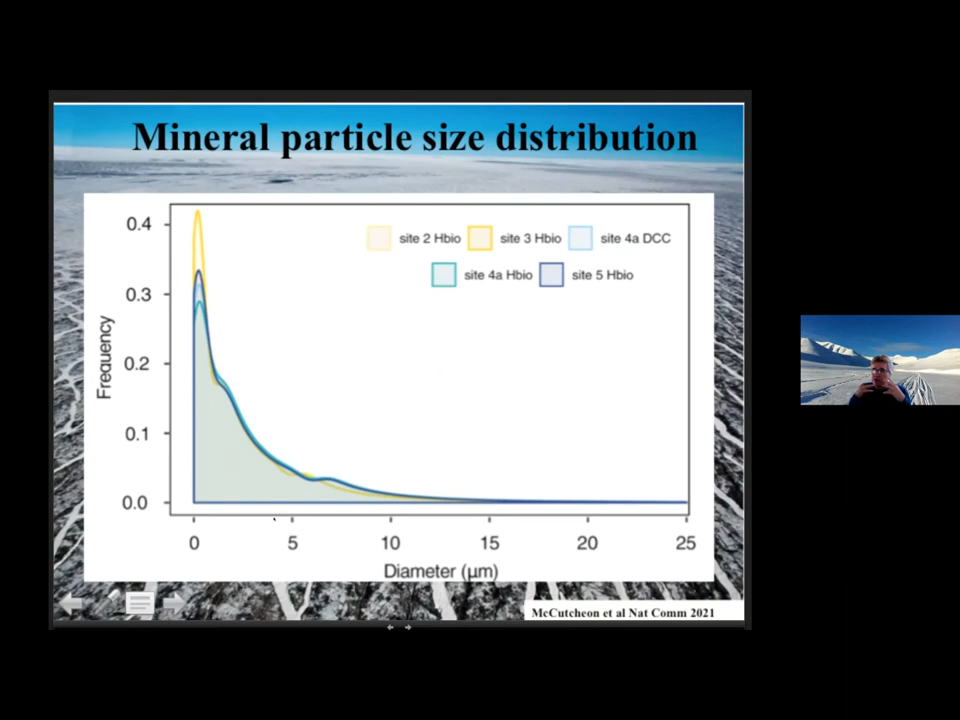 Mineral particle size distribution
0.4
0.3
0.2
0.1
0.0
Frequency
site 2 Hbio site 3 Hbio site 4a DCC
site 4a Hbio site 5 Hbio
0 5 10 15 20 25
Diameter (μm)
McCutcheon et al Nat Comm 2021